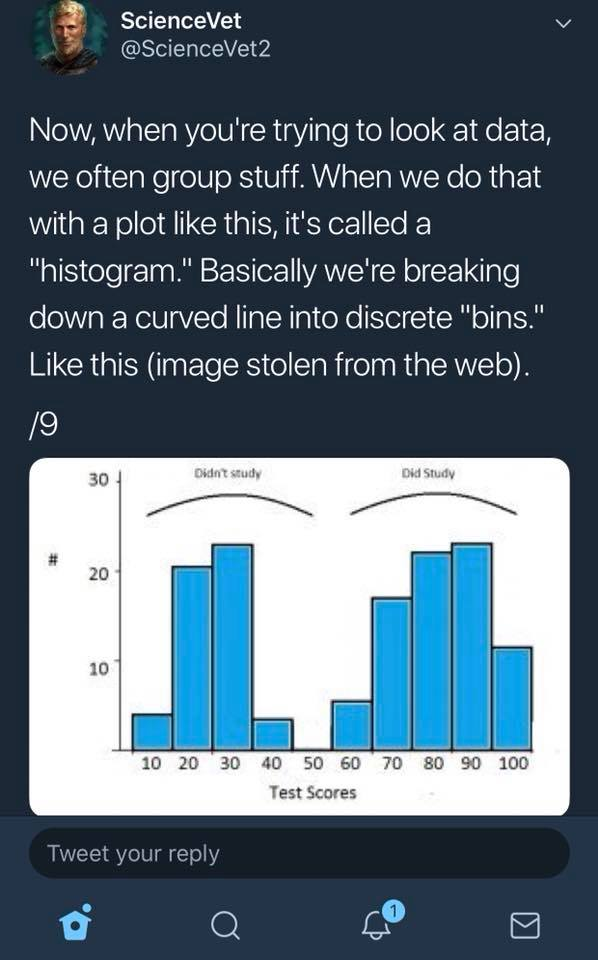 ScienceVet
@ScienceVet2
Now, when you're trying to look at data,
we often group stuff. When we do that
with a plot like this, it's called a
"histogram." Basically we're breaking
down a curved line into discrete "bins."
Like this (image stolen from the web).
/9
Didn't study Did Study
30
#
20
10
10 20 30 40 50 60 70 80 90 100
Test Scores
Tweet your reply
1